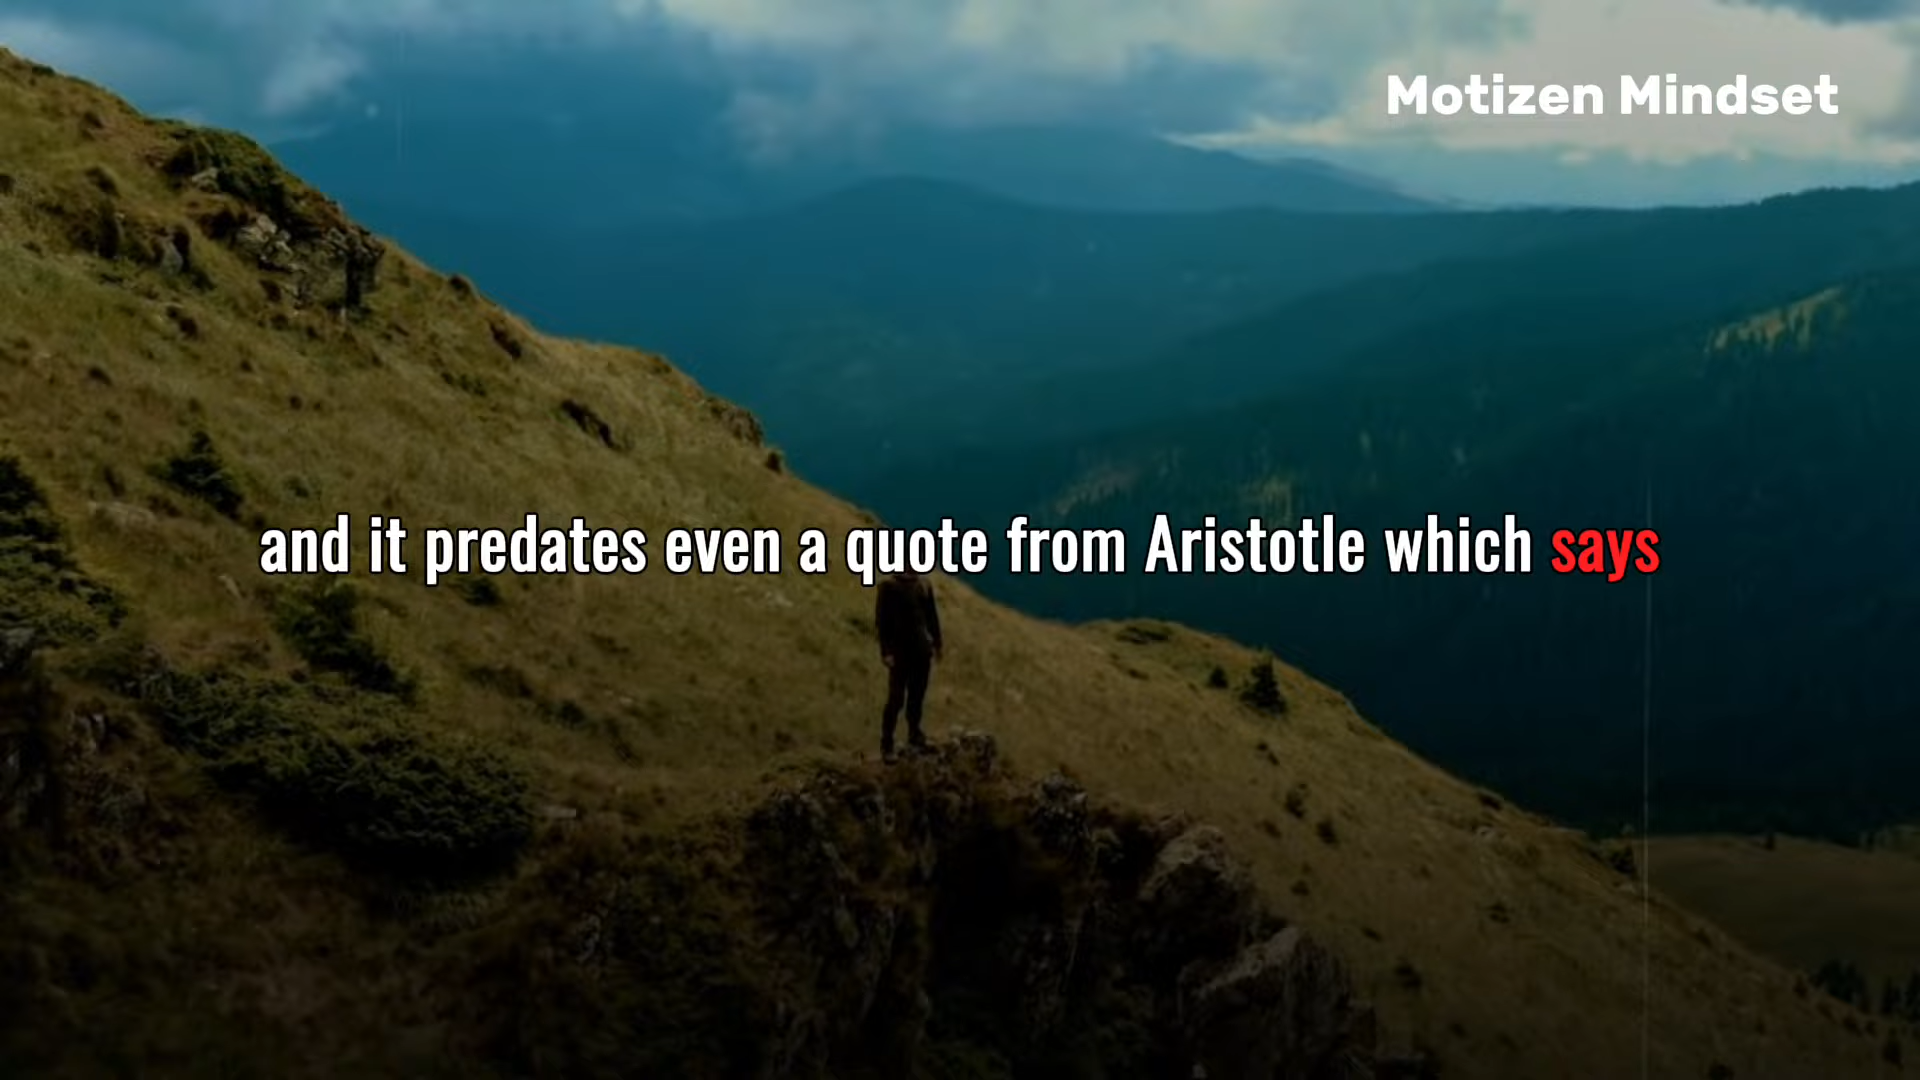 Motizen Mindset
and it predates even a quote from Aristotle which says